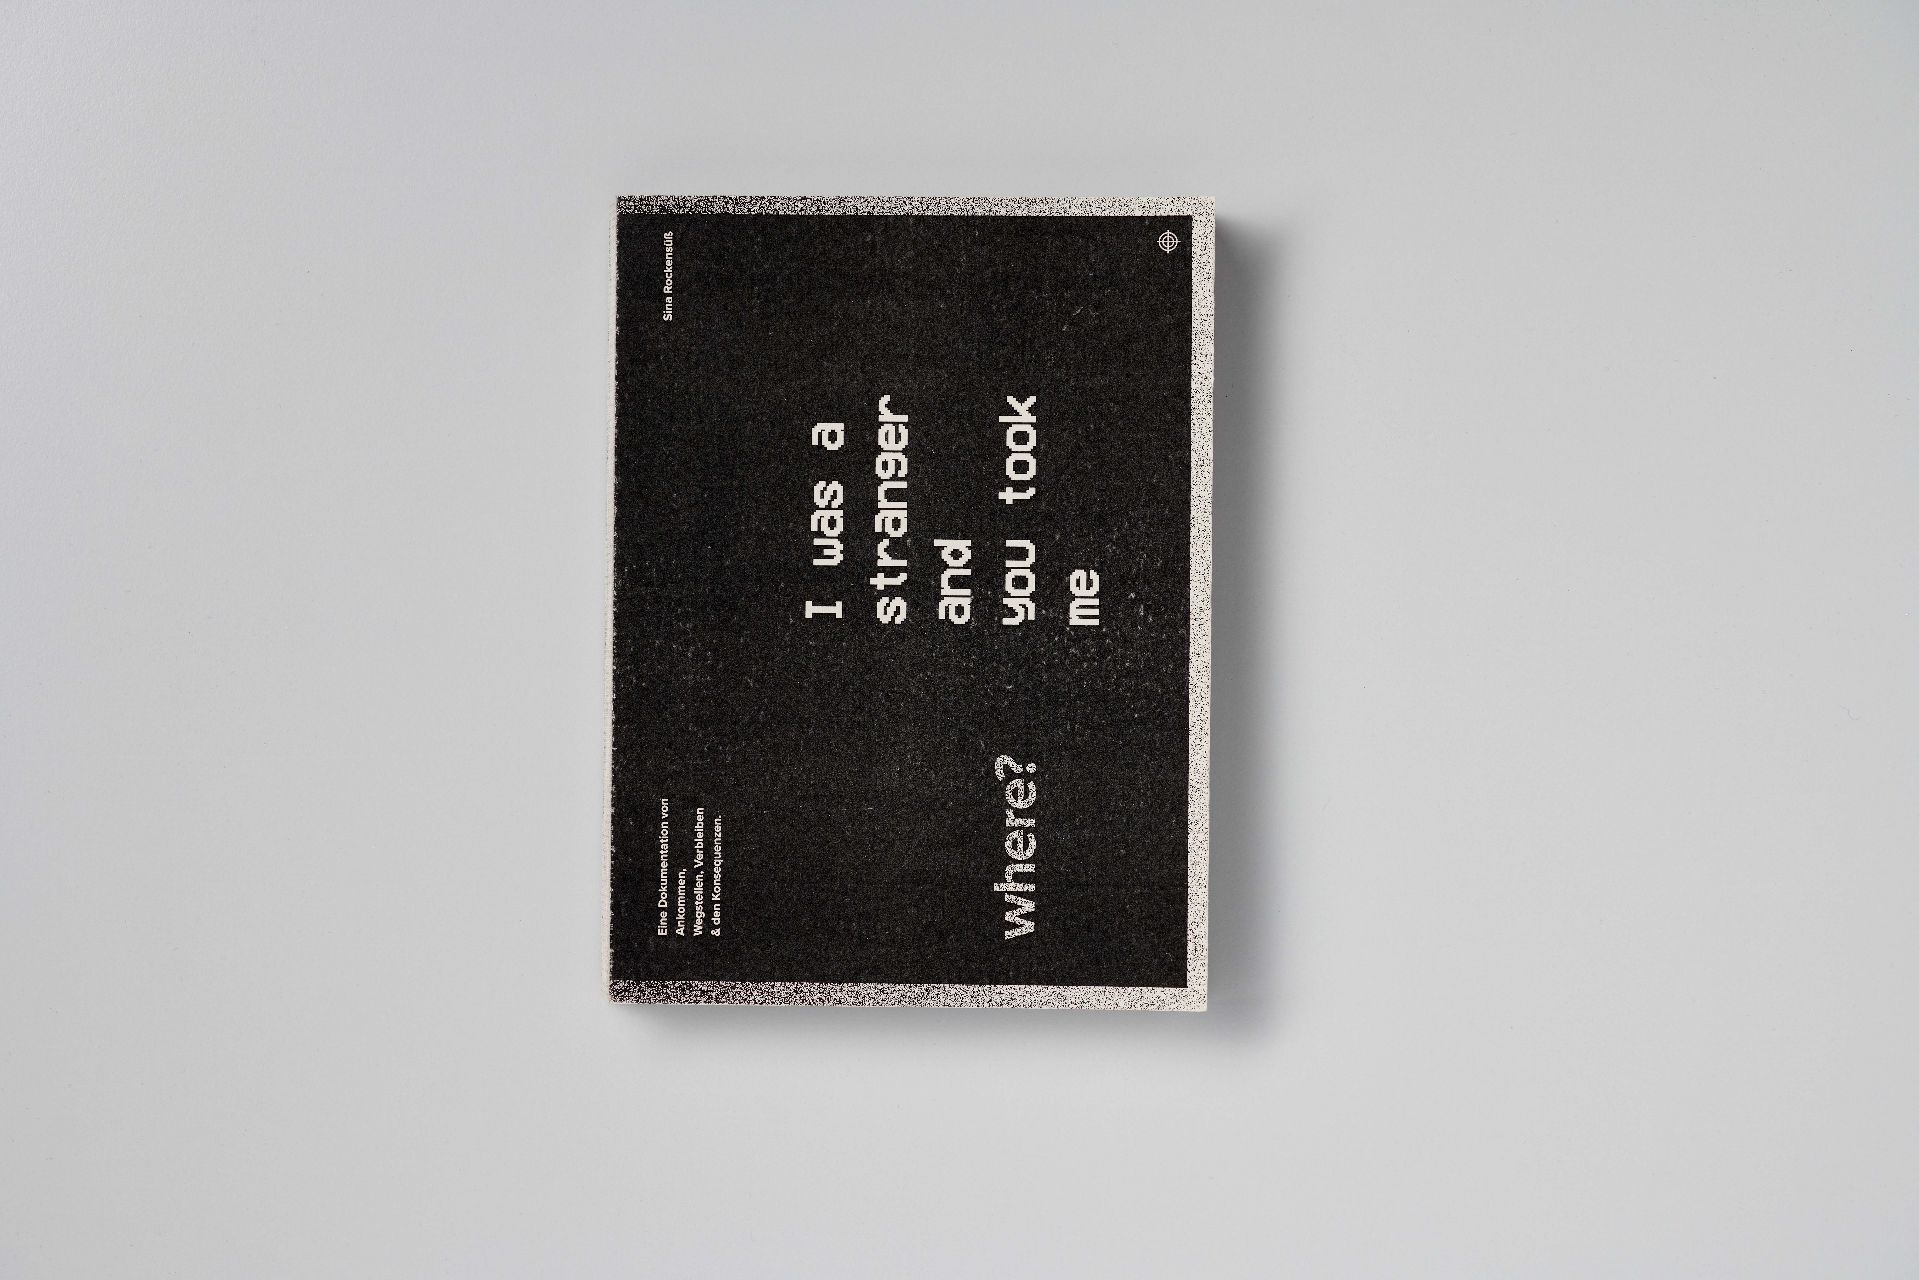 Eine Dokumentation von
Ankommen,
Wegstellen, Verbleiben
& den Konsequenzen.
Sina Rockensüß
I was a
stranger
and
you took
me
Where?